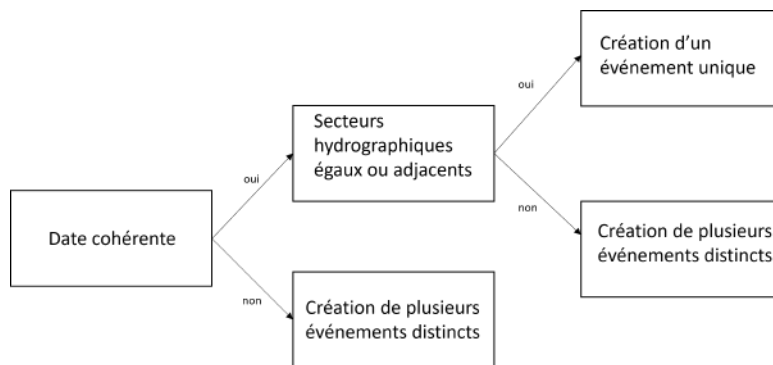 Date cohérente
oui
non
Secteurs
hydrographiques
égaux ou adjacents
Création de plusieurs
événements distincts
oui
non
Création d'un
événement unique
Création de plusieurs
événements distincts